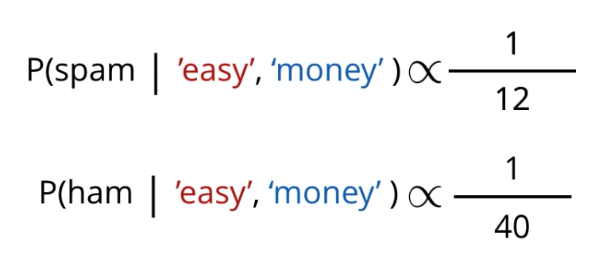 P(spam | ’easy’, ‘money’ ) ∝ 1/12
P(ham | ’easy’, ‘money’ ) ∝ 1/40